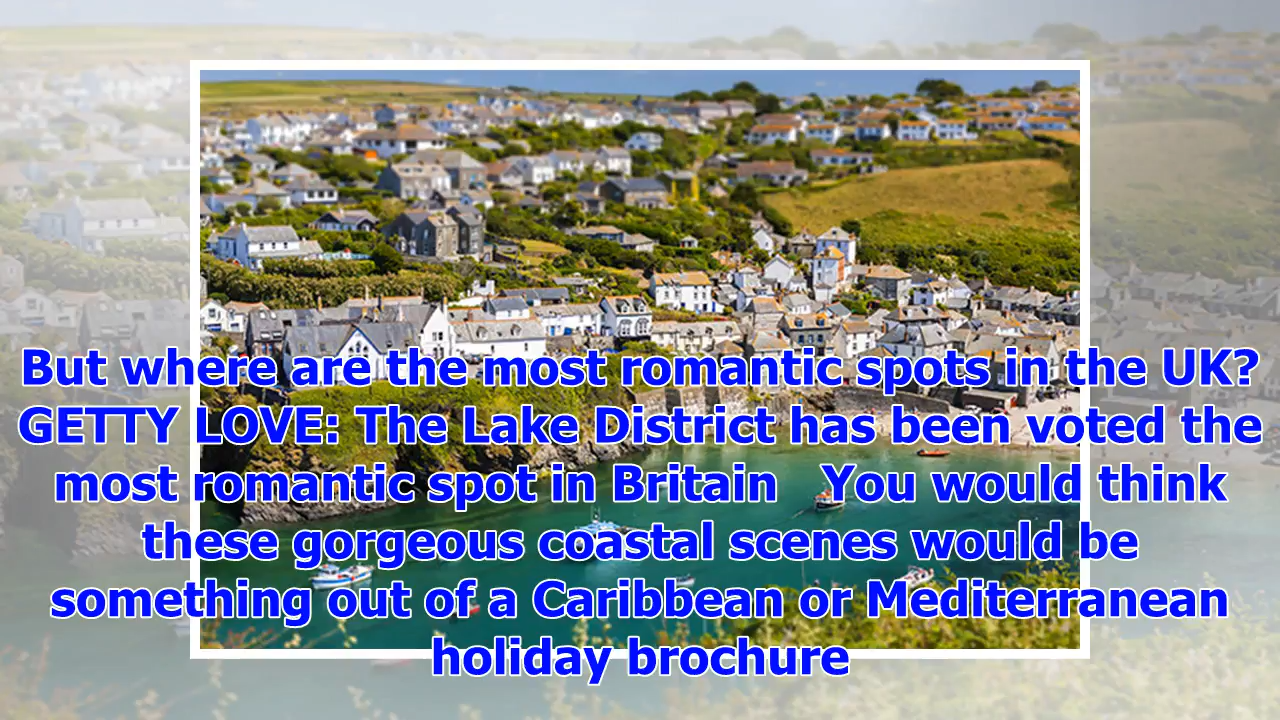 But where are the most romantic spots in the UK?
GETTY LOVE: The Lake District has been voted the
most romantic spot in Britain   You would think
these gorgeous coastal scenes would be
something out of a Caribbean or Mediterranean
holiday brochure